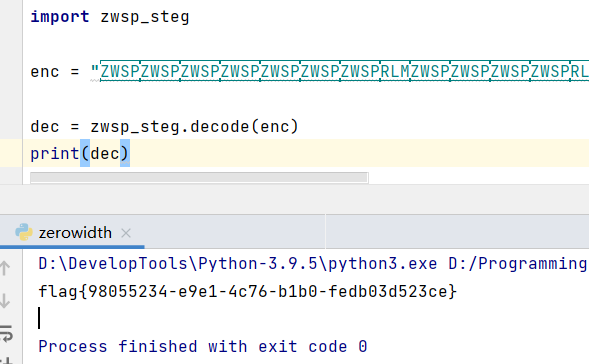 import zwsp_steg
enc = "ZWSPZWSPZWSPZWSPZWSPZWSPZWSPRLMZWSPZWSPZWSPZWSPRL
dec = zwsp_steg.decode(enc)
print(dec)
zerowidth
D:\DevelopTools\Python-3.9.5\python3.exe D:/Programming
flag{98055234-e9e1-4c76-b1b0-fedb03d523ce}
Process finished with exit code 0